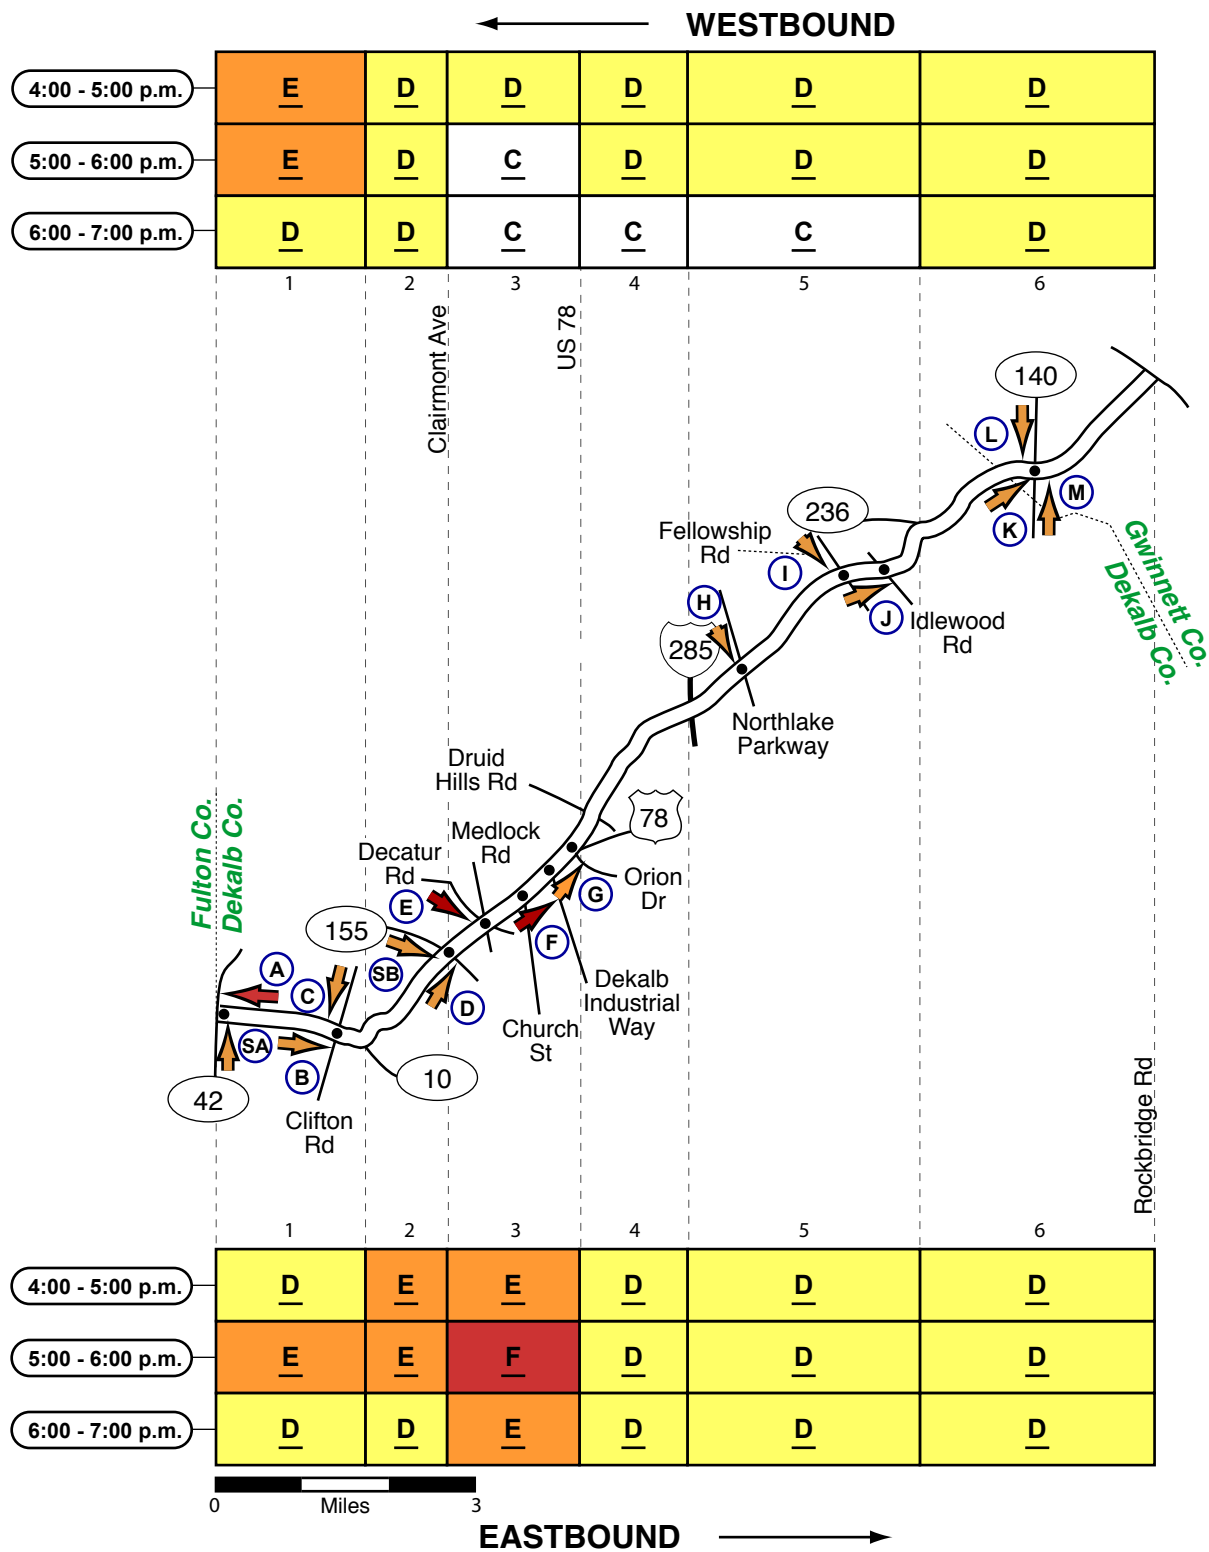 WESTBOUND
4:00 - 5:00 p.m. E D D D D D
5:00 - 6:00 p.m. E D C D D D
6:00 - 7:00 p.m. D D C C C D
1 2 3 4 5 6
Clairmont Ave
US 78
140
L
M
K
236
Fellowship
Rd
I
J
Idlewood
Rd
Gwinnett Co.
Dekalb Co.
H
285
Northlake
Parkway
Druid
Hills Rd
78
Medlock
Rd
Decatur
Rd
Orion
Dr
G
E
F
Fulton Co.
Dekalb Co.
155
SB
D
A
C
Dekalb
Industrial
Way
Church
St
SA
B
10
42
Clifton
Rd
Rockbridge Rd
1 2 3 4 5 6
4:00 - 5:00 p.m. D E E D D D
5:00 - 6:00 p.m. E E F D D D
6:00 - 7:00 p.m. D D E D D D
0 Miles 3
EASTBOUND